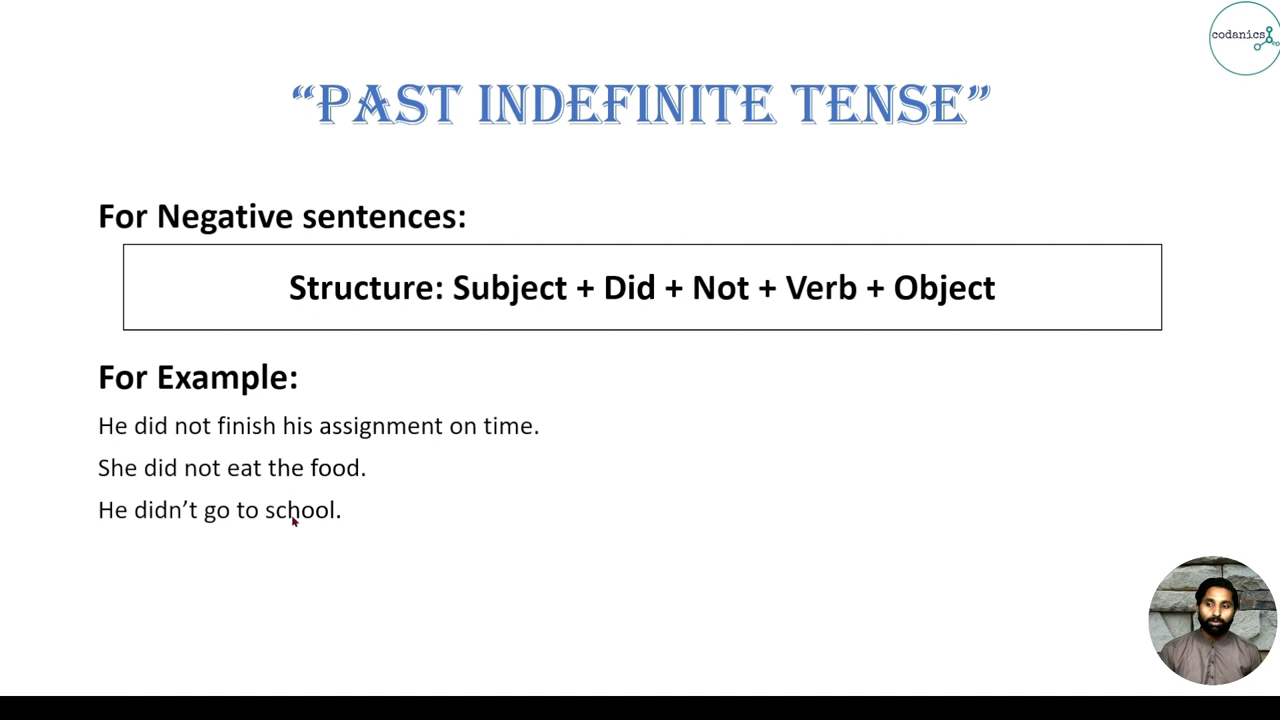 codanics
“PAST INDEFINITE TENSE”
For Negative sentences:
Structure: Subject + Did + Not + Verb + Object
For Example:
He did not finish his assignment on time.
She did not eat the food.
He didn’t go to school.